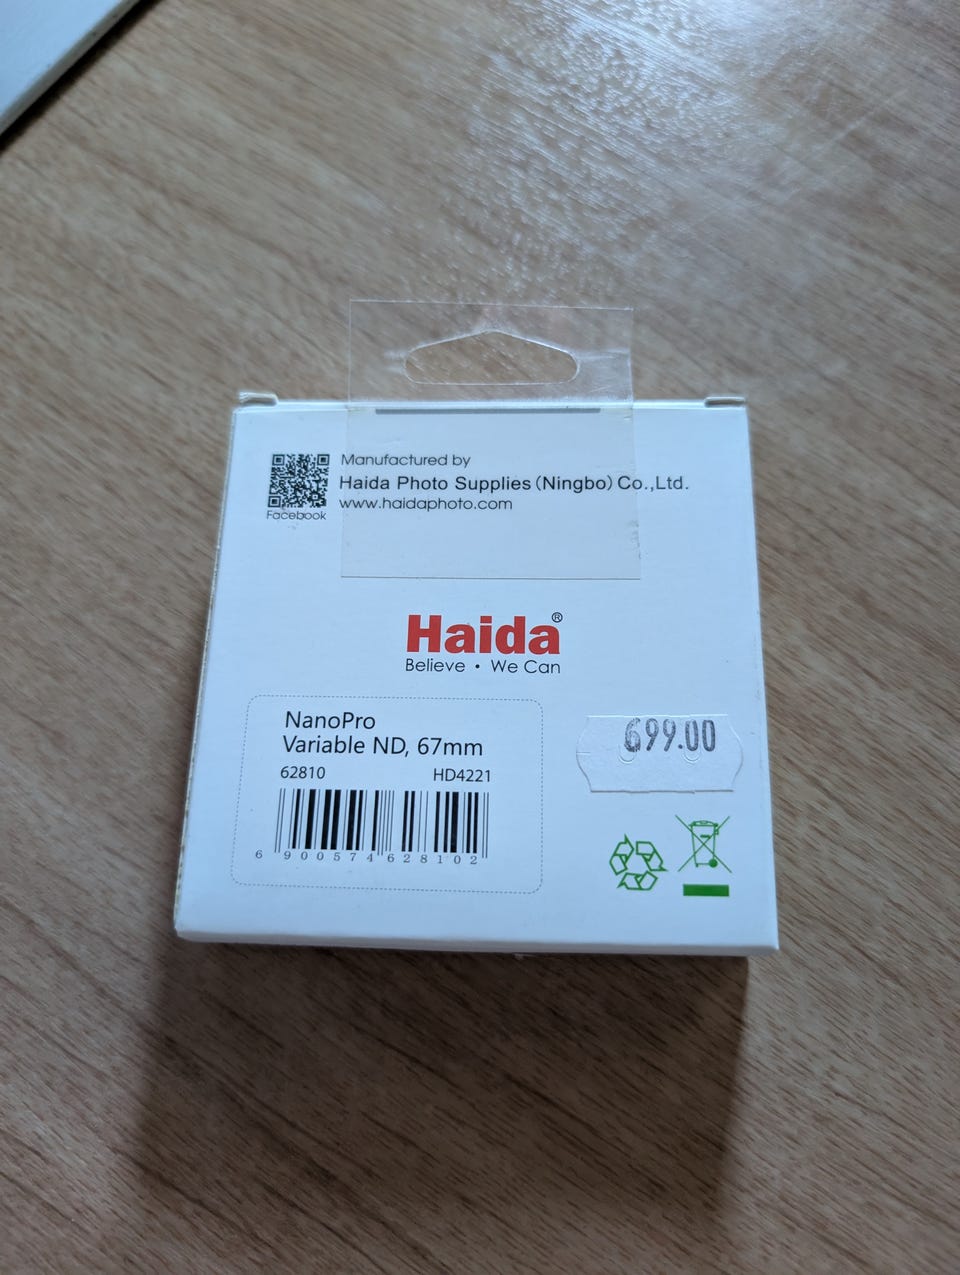 Manufactured by
Haida Photo Supplies (Ningbo) Co.,Ltd.
www.haidaphoto.com
Facebook
Haida®
Believe • We Can
NanoPro
Variable ND, 67mm
62810 HD4221
6 900574 628102
699.00